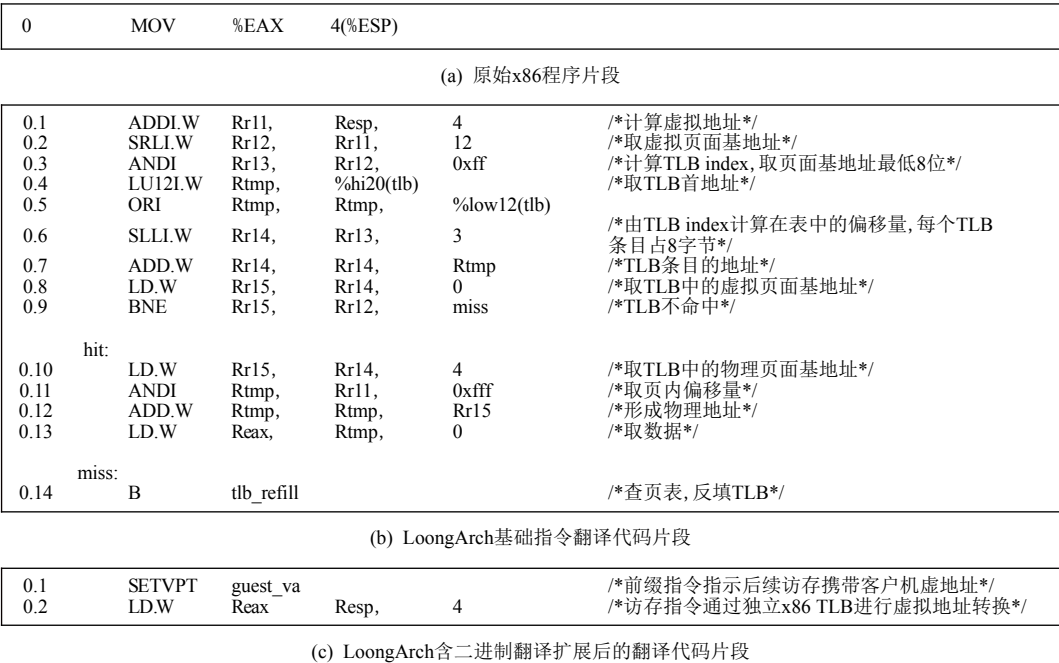 0 MOV %EAX 4(%ESP)
(a) 原始x86程序片段
0.1 ADDI.W Rr11, Resp, 4 /*计算虚拟地址*/
0.2 SRLI.W Rr12, Rr11, 12 /*取虚拟页面基地址*/
0.3 ANDI Rr13, Rr12, 0xff /*计算TLB index,取页面基地址最低8位*/
0.4 LU12I.W Rtmp, %hi20(tlb) /*取TLB首地址*/
0.5 ORI Rtmp, Rtmp, %low12(tlb)
0.6 SLLI.W Rr14, Rr13, 3 /*由TLB index计算在表中的偏移量,每个TLB
条目占8字节*/
0.7 ADD.W Rr14, Rr14, Rtmp /*TLB条目的地址*/
0.8 LD.W Rr15, Rr14, 0 /*取TLB中的虚拟页面基地址*/
0.9 BNE Rr15, Rr12, miss /*TLB不命中*/
hit:
0.10 LD.W Rr15, Rr14, 4 /*取TLB中的物理页面基地址*/
0.11 ANDI Rtmp, Rr11, 0xfff /*取页内偏移量*/
0.12 ADD.W Rtmp, Rtmp, Rr15 /*形成物理地址*/
0.13 LD.W Reax, Rtmp, 0 /*取数据*/
miss:
0.14 B tlb_refill /*查页表,反填TLB*/
(b) LoongArch基础指令翻译代码片段
0.1 SETVPT guest_va /*前缀指令指示后续访存携带客户机虚地址*/
0.2 LD.W Reax Resp, 4 /*访存指令通过独立x86 TLB进行虚拟地址转换*/
(c) LoongArch含二进制翻译扩展后的翻译代码片段